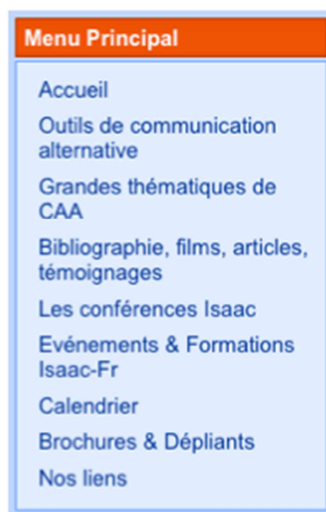 Menu Principal
Accueil
Outils de communication
alternative
Grandes thématiques de
CAA
Bibliographie, films, articles,
témoignages
Les conférences Isaac
Evénements & Formations
Isaac-Fr
Calendrier
Brochures & Dépliants
Nos liens